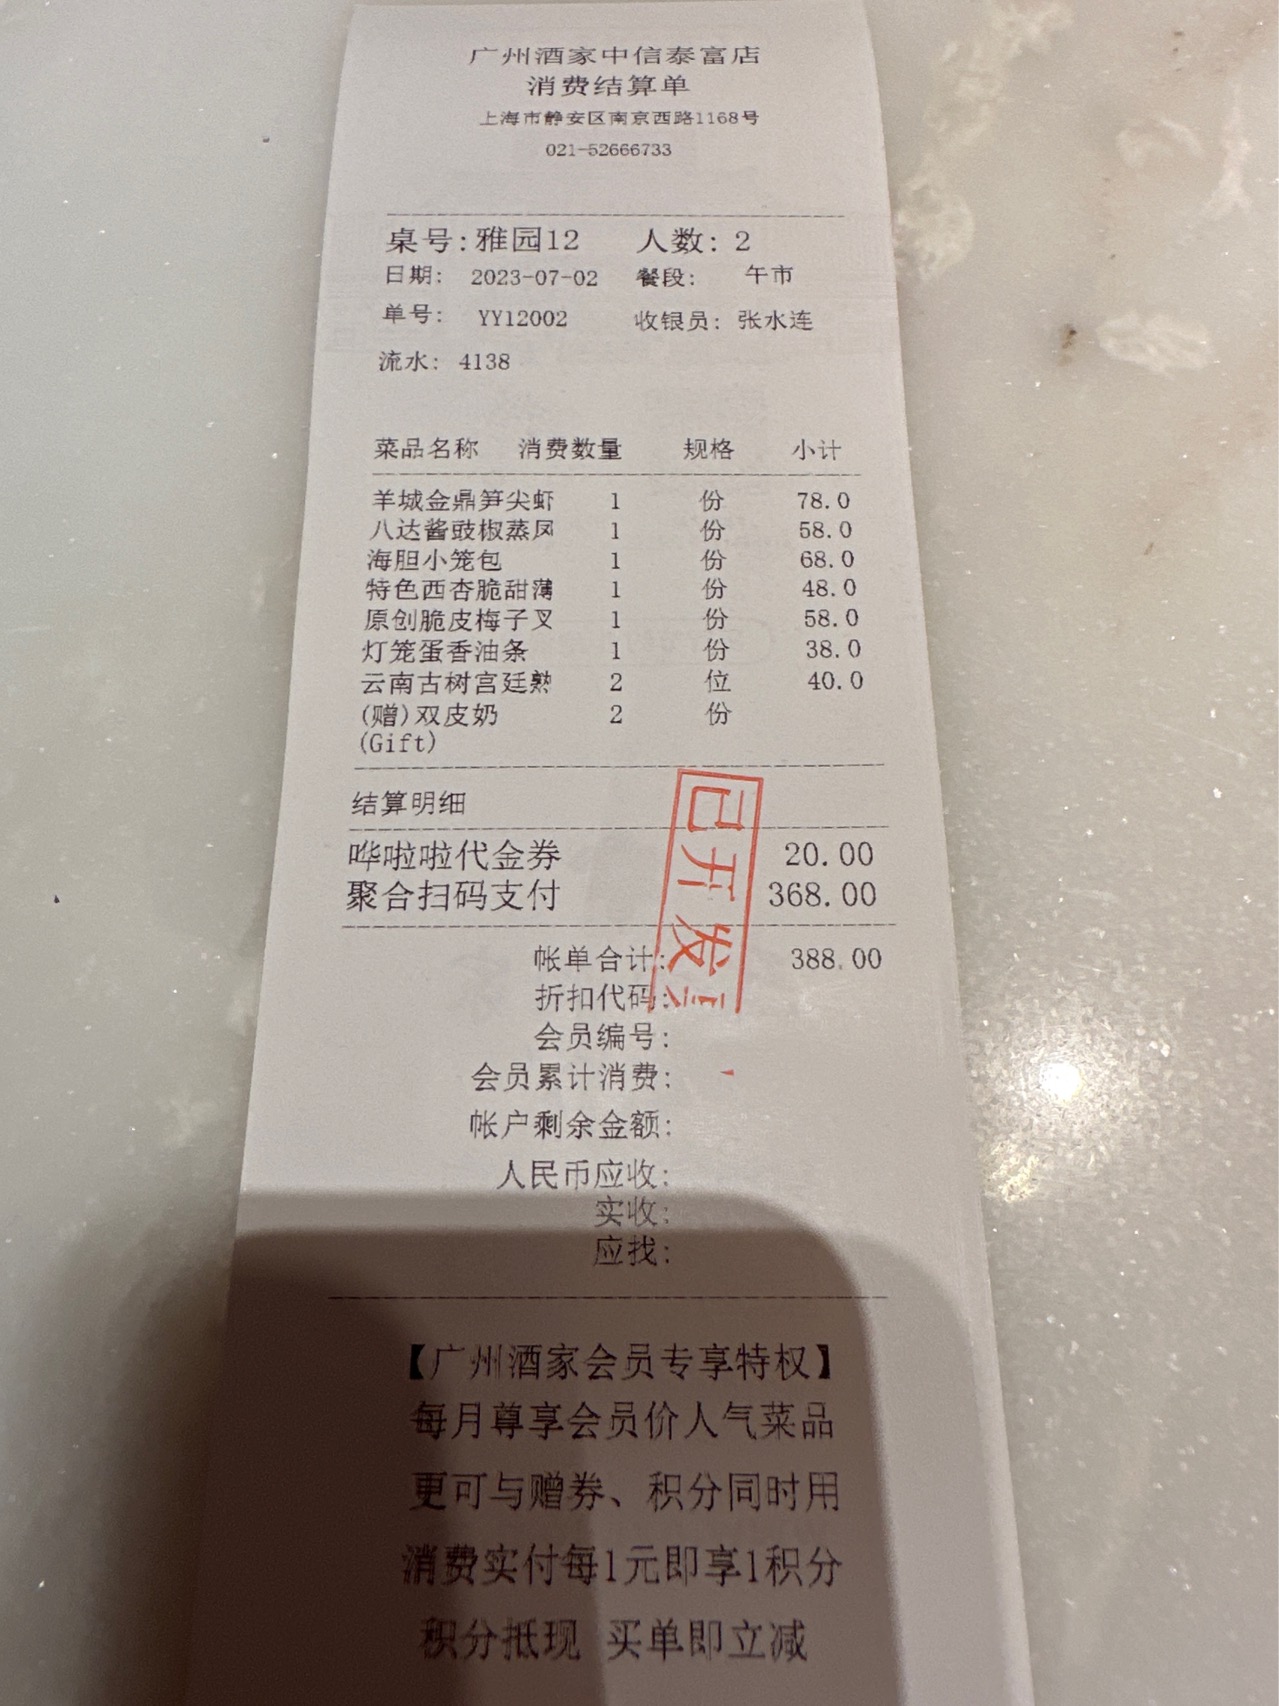 广州酒家中信泰富店
消费结算单
上海市静安区南京西路1168号
021-52666733
桌号:雅园12 人数: 2
日期: 2023-07-02 餐段: 午市
单号: YY12002 收银员: 张水连
流水: 4138
菜品名称 消费数量 规格 小计
羊城金鼎笋尖虾 1 份 78.0
八达酱豉椒蒸凤 1 份 58.0
海胆小笼包 1 份 68.0
特色西杏脆甜薄 1 份 48.0
原创脆皮梅子叉 1 份 58.0
灯笼蛋香油条 1 份 38.0
云南古树宫廷熟 2 位 40.0
(赠)双皮奶 2 份
(Gift)
结算明细
哗啦啦代金券 20.00
聚合扫码支付 368.00
已开发
帐单合计: 388.00
折扣代码:
会员编号:
会员累计消费:
帐户剩余金额:
人民币应收:
实收:
应找:
【广州酒家会员专享特权】
每月尊享会员价人气菜品
更可与赠券、积分同时用
消费实付每1元即享1积分
积分抵现 买单即立减